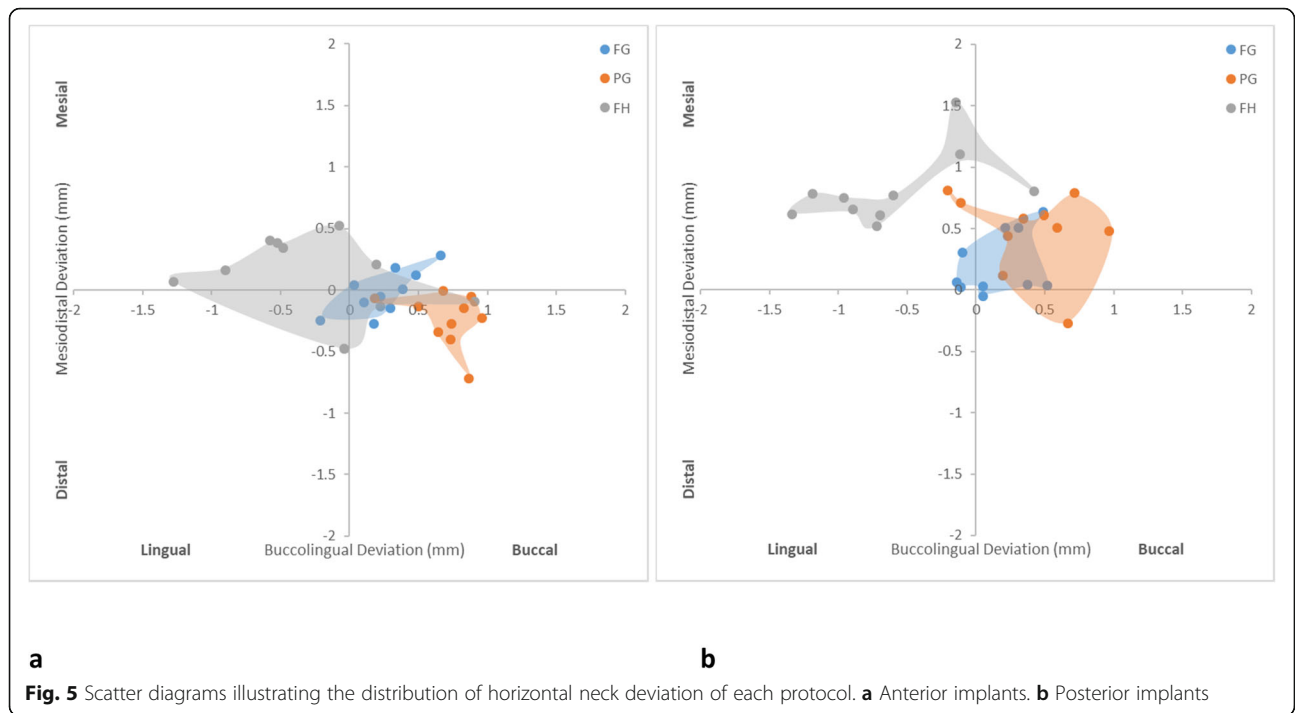 2
FG
PG
FH
1.5
1
0.5
0
-2 -1.5 -1 -0.5 0 0.5 1 1.5 2
-0.5
-1
-1.5
-2
Mesial
Mesiodistal Deviation (mm)
Distal
Lingual Buccolingual Deviation (mm) Buccal
a
2
FG
PG
FH
1.5
1
0.5
0
-2 -1.5 -1 -0.5 0 0.5 1 1.5 2
-0.5
-1
-1.5
-2
Mesial
Mesiodistal Deviation (mm)
Distal
Lingual Buccolingual Deviation (mm) Buccal
b
Fig. 5 Scatter diagrams illustrating the distribution of horizontal neck deviation of each protocol. a Anterior implants. b Posterior implants